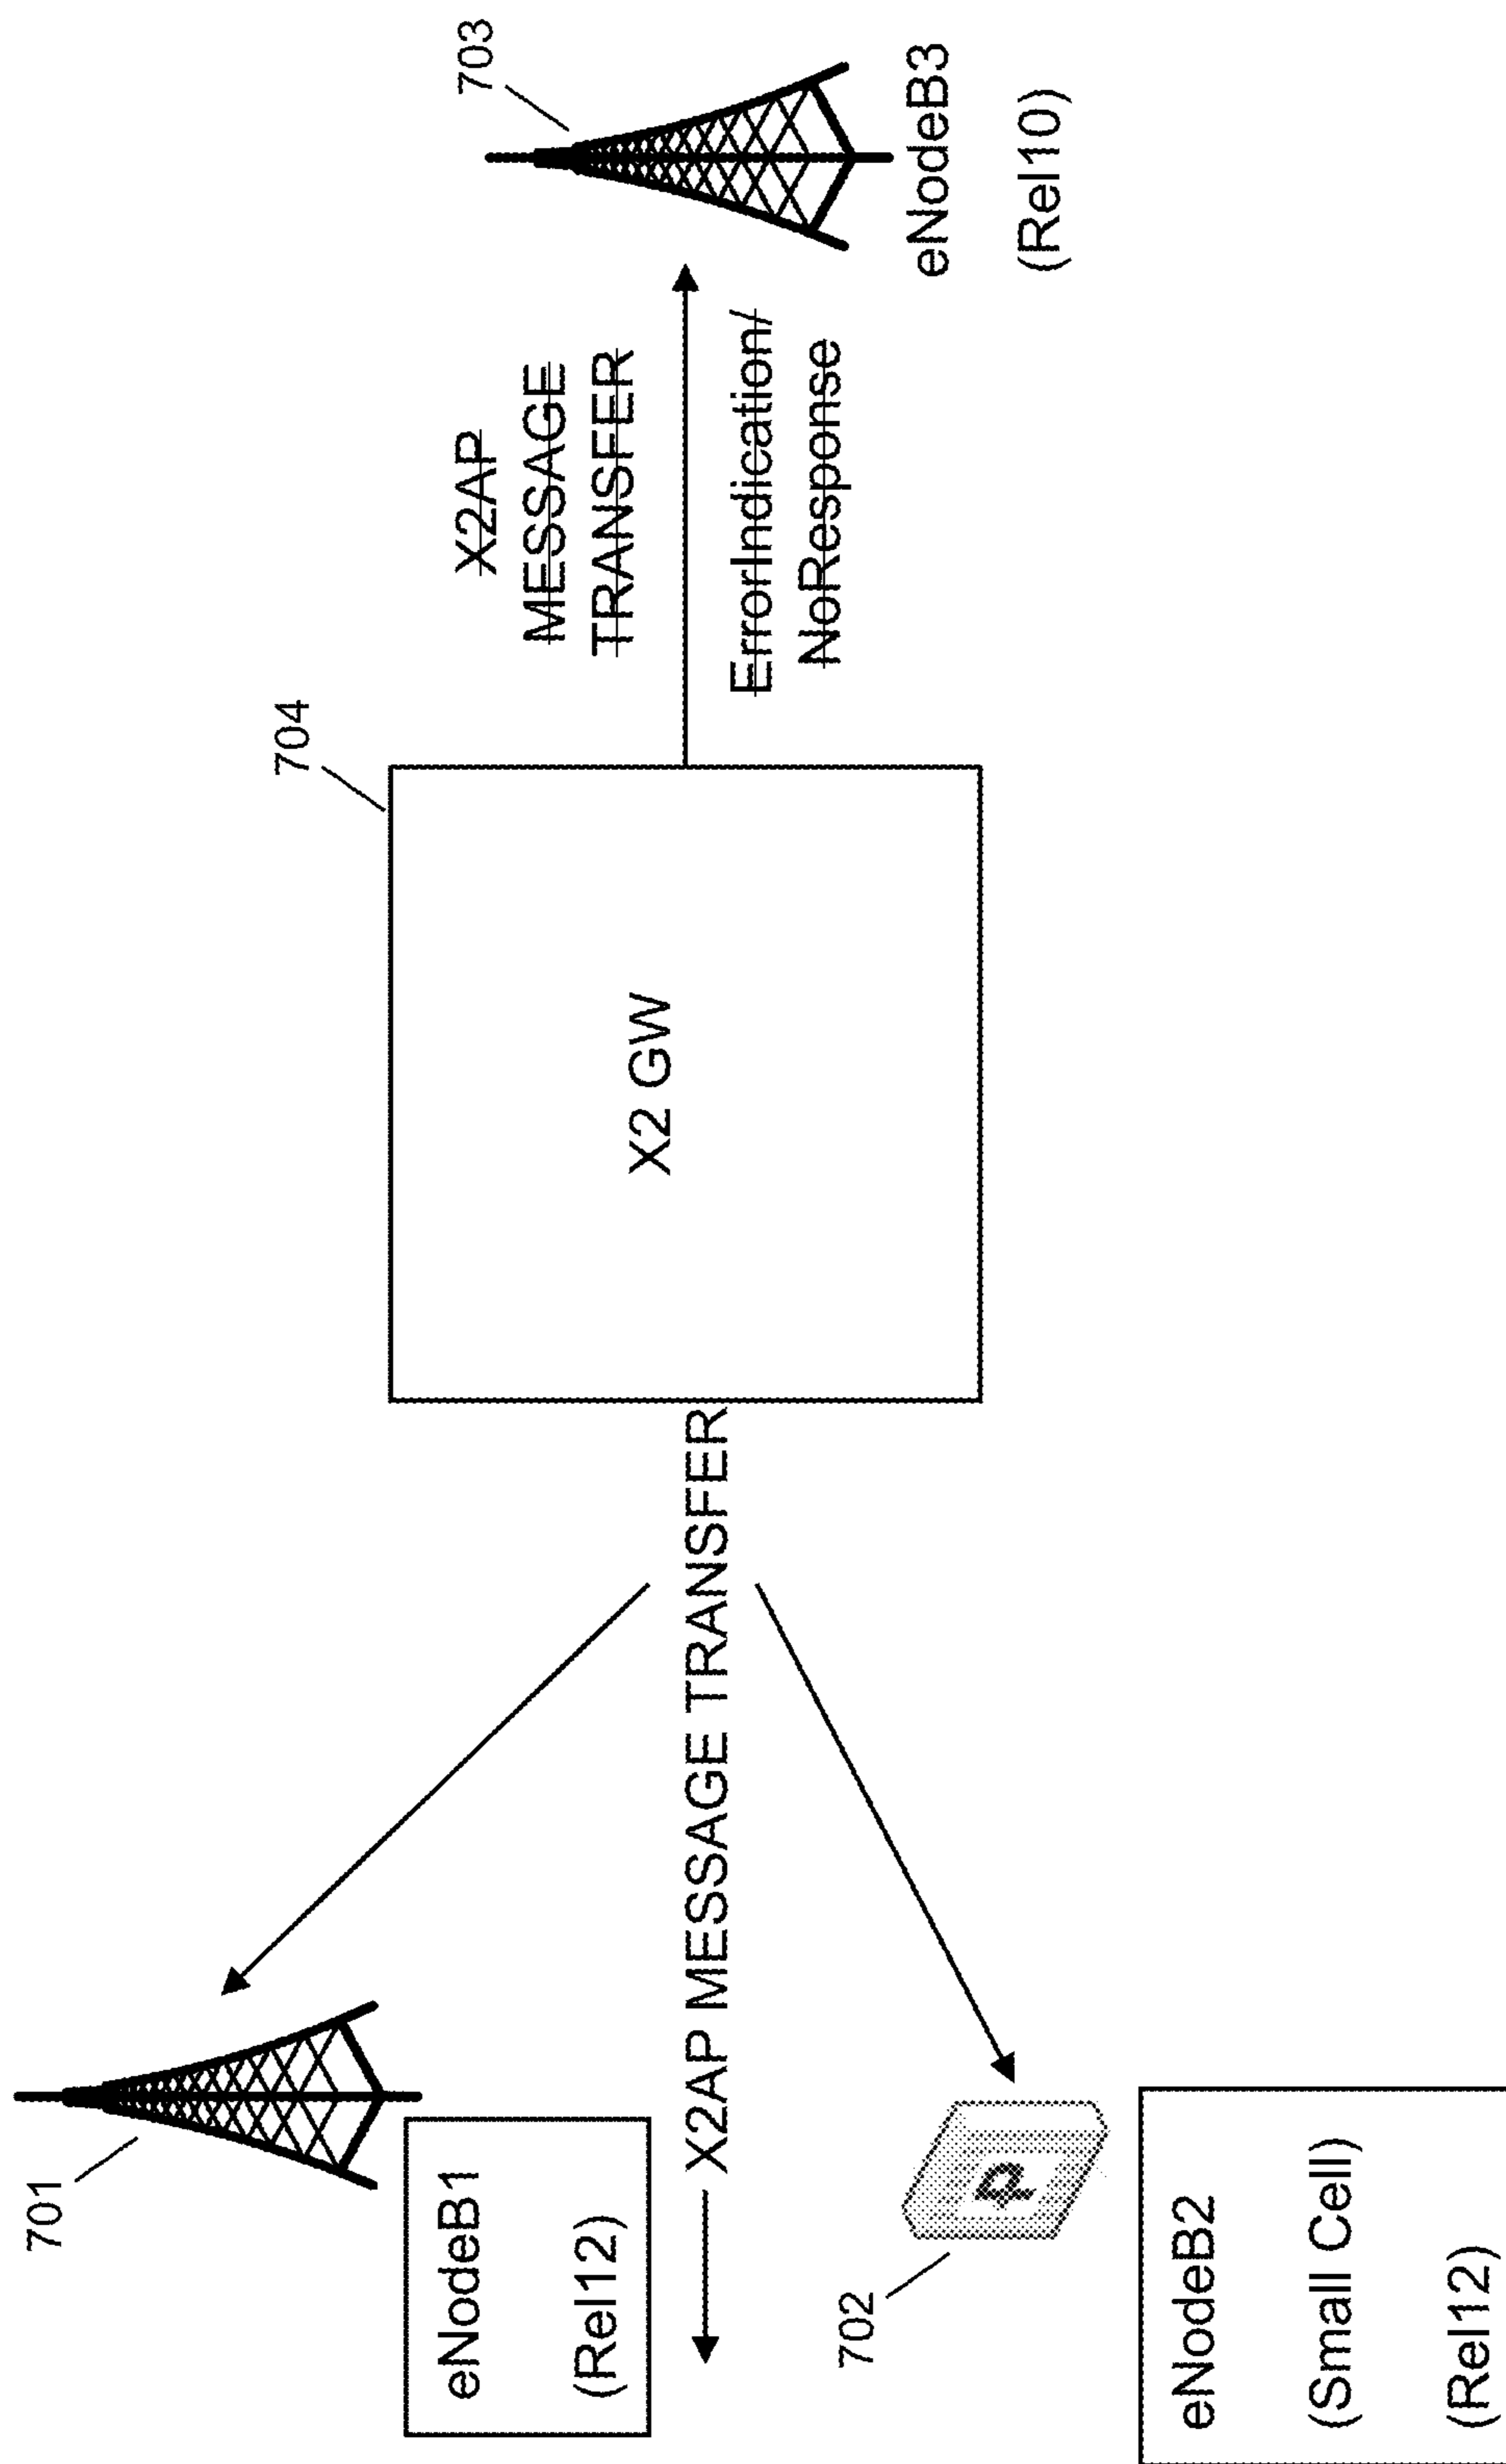 701
eNodeB1
(Rel12)
X2AP MESSAGE TRANSFER
702
P
eNodeB2
(Small Cell)
(Rel12)
704
X2 GW
X2AP
MESSAGE
TRANSFER
ErrorIndication/
NoResponse
703
eNodeB3
(Rel10)